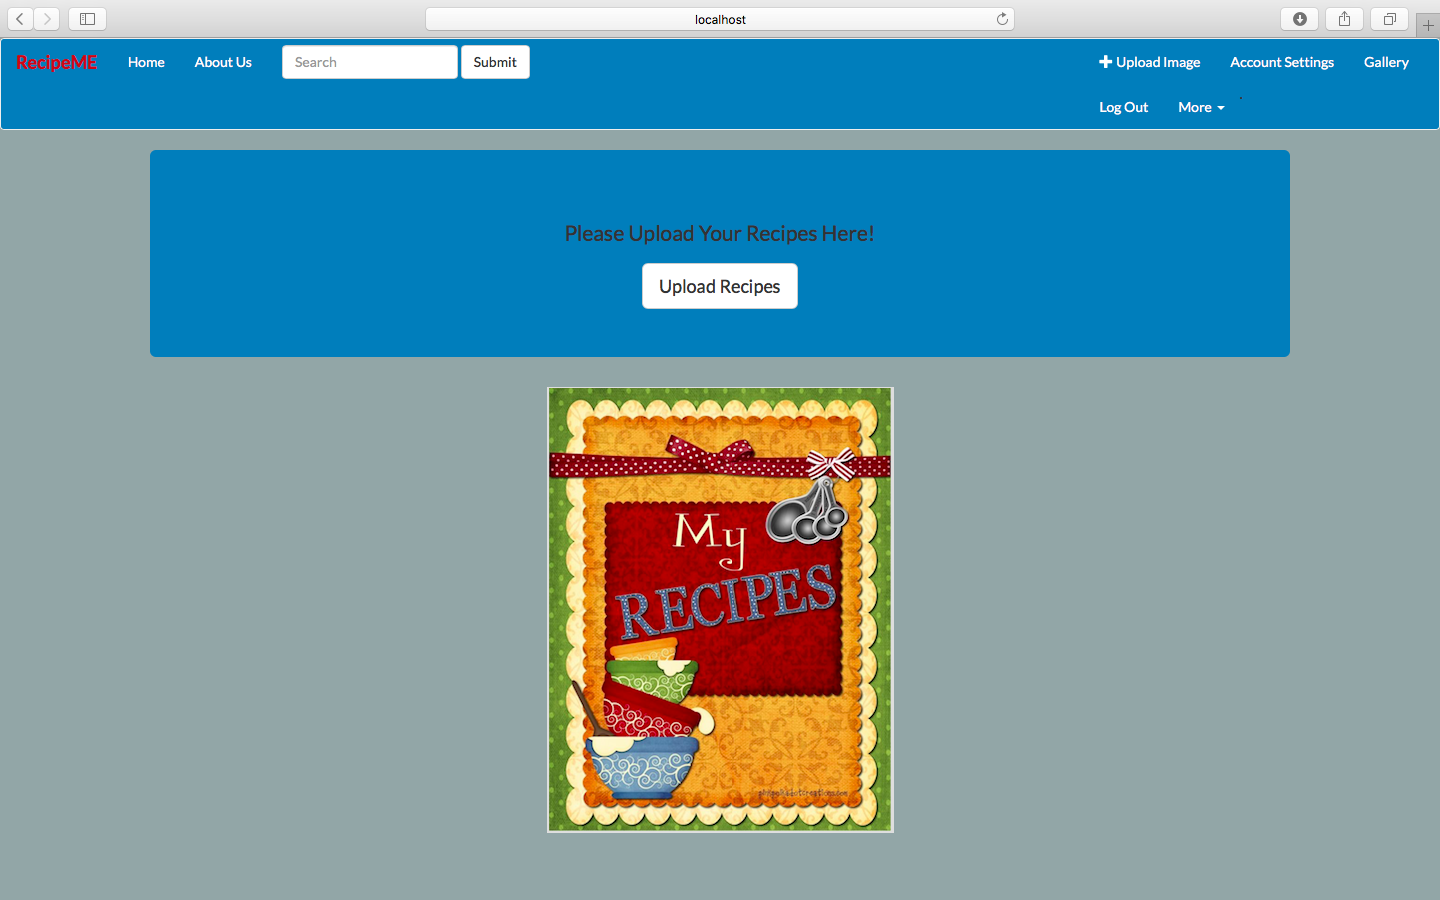 localhost
RecipeME Home About Us Search Submit Upload Image Account Settings Gallery
Log Out More
Please Upload Your Recipes Here!
Upload Recipes
My
RECIPES